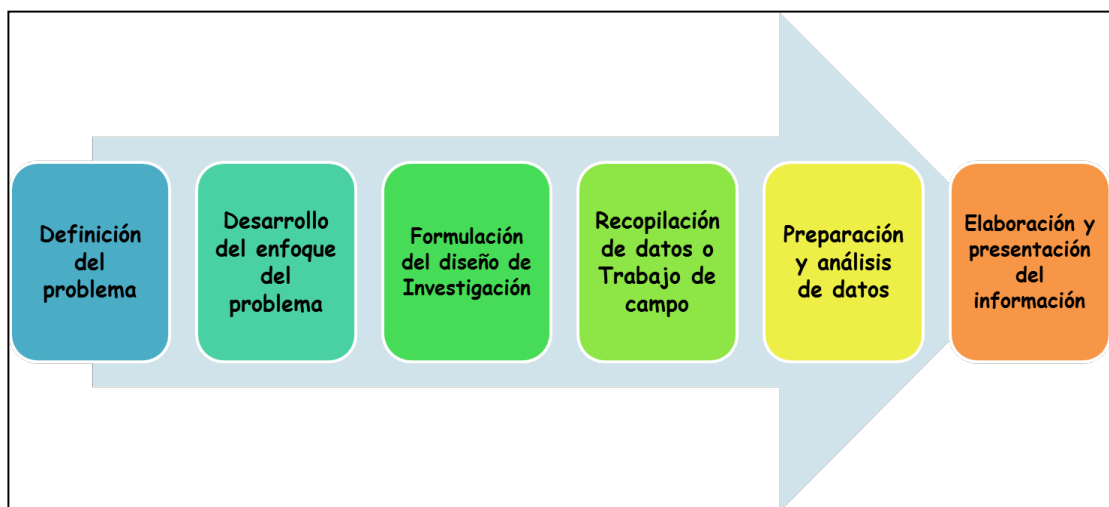 Definición
del
problema
Desarrollo
del enfoque
del
problema
Formulación
del diseño de
Investigación
Recopilación
de datos o
Trabajo de
campo
Preparación
y análisis
de datos
Elaboración y
presentación
del
información